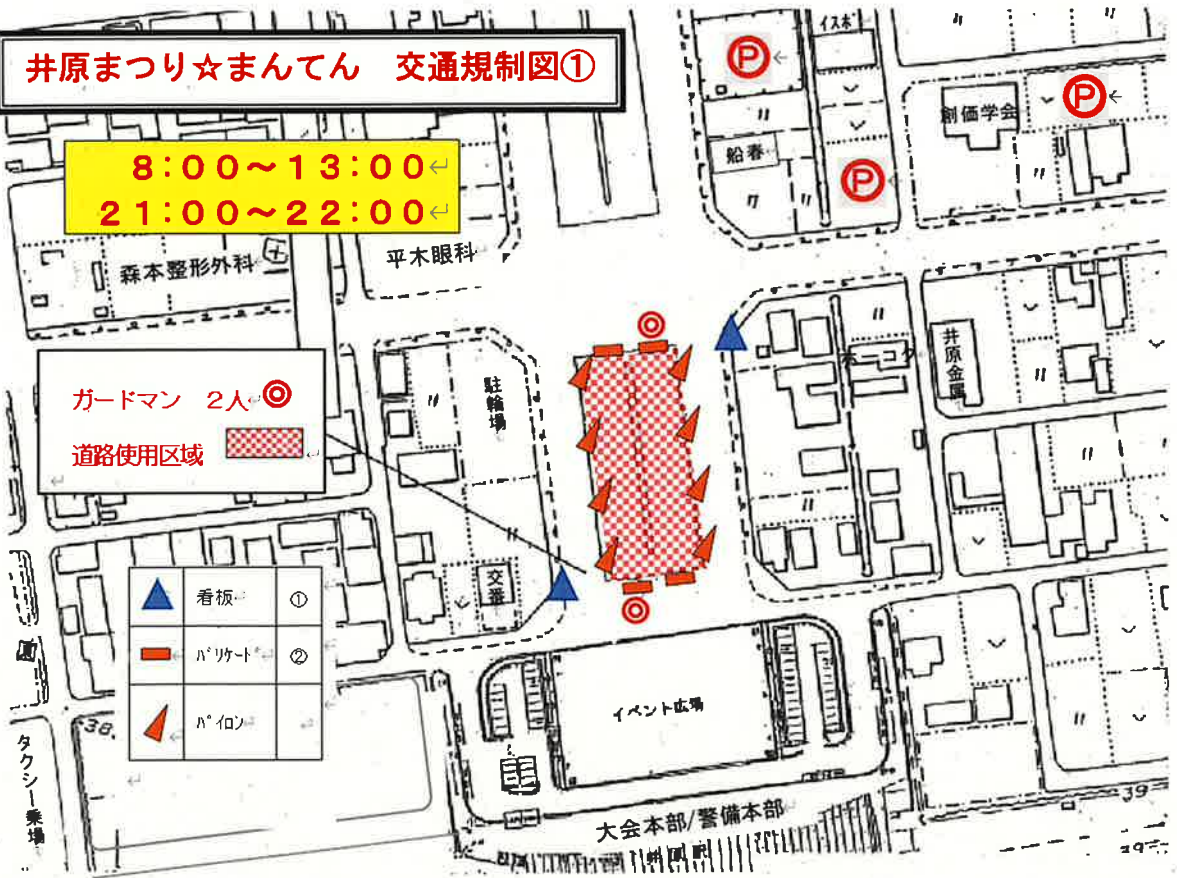 井原まつり☆まんてん　交通規制図①
8:00～13:00
21:00～22:00
イスポ
Ⓟ
Ⓟ
Ⓟ
創価学会
船春
森本整形外科
平木眼科
井原金属
駐輪場
ガードマン　2人◎
道路使用区域
交番
看板 ①
バリケード ②
パイロン
イベント広場
38.
タクシー乗場
大会本部/警備本部
39
39